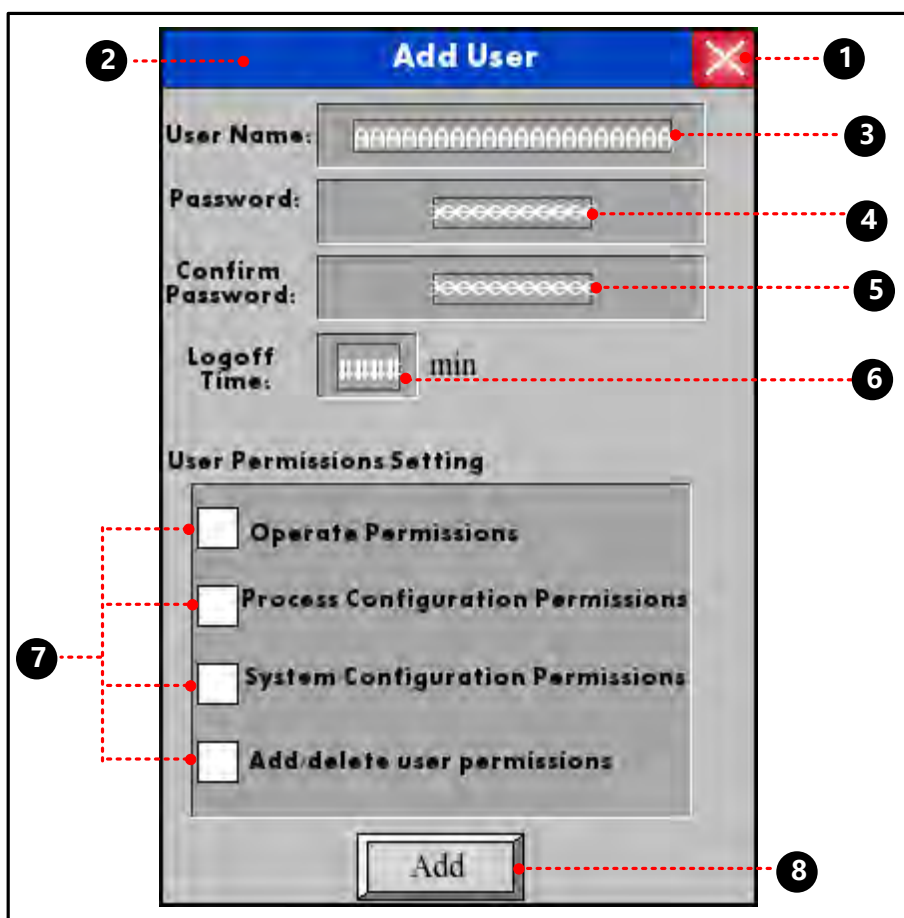 2
Add User
1
User Name:
AAAAAAAAAAAAAAAAAAAA
3
Password:
**********
4
Confirm
Password:
**********
5
Logoff
Time:
####
min
6
User Permissions Setting
Operate Permissions
Process Configuration Permissions
7
System Configuration Permissions
Add/delete user permissions
Add
8